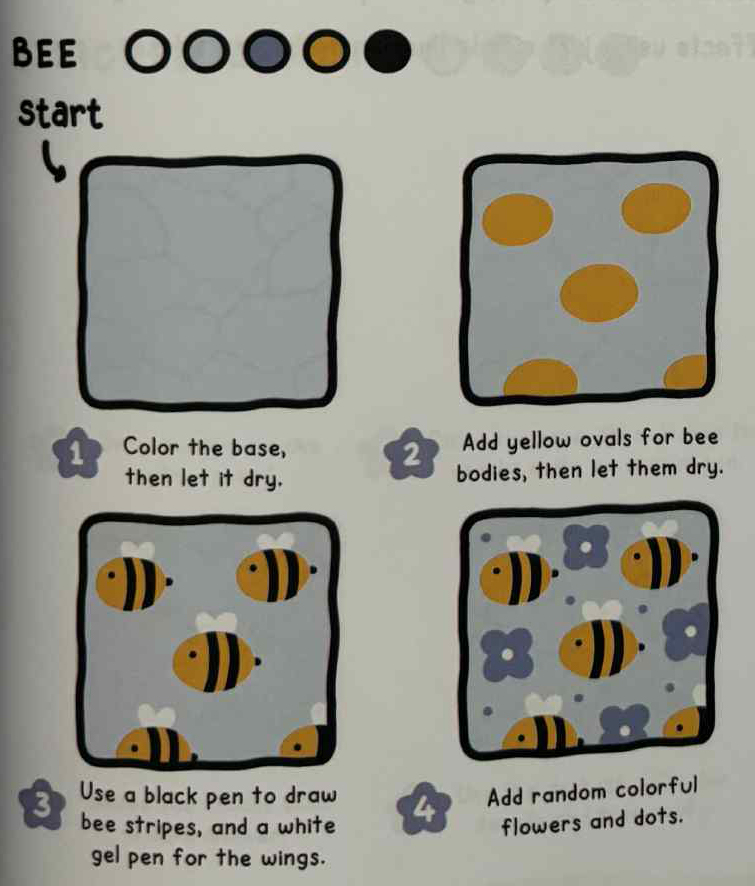 BEE
start
1 Color the base,
then let it dry.
2 Add yellow ovals for bee
bodies, then let them dry.
3 Use a black pen to draw
bee stripes, and a white
gel pen for the wings.
4 Add random colorful
flowers and dots.